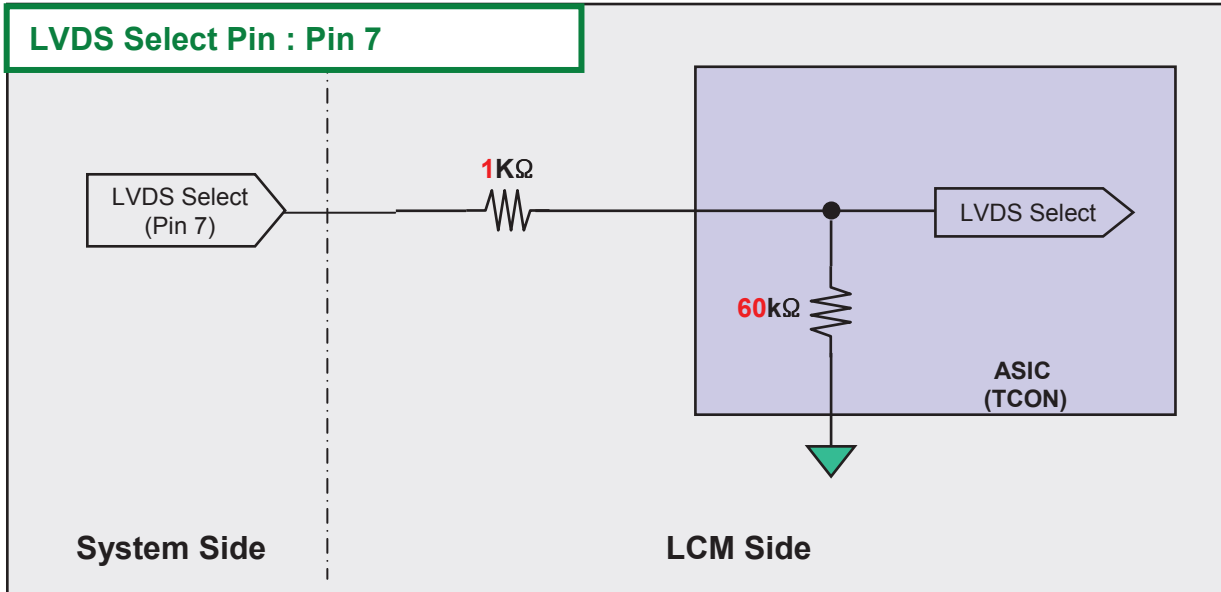 LVDS Select Pin : Pin 7
LVDS Select
(Pin 7)
1KΩ
LVDS Select
60kΩ
ASIC
(TCON)
System Side
LCM Side